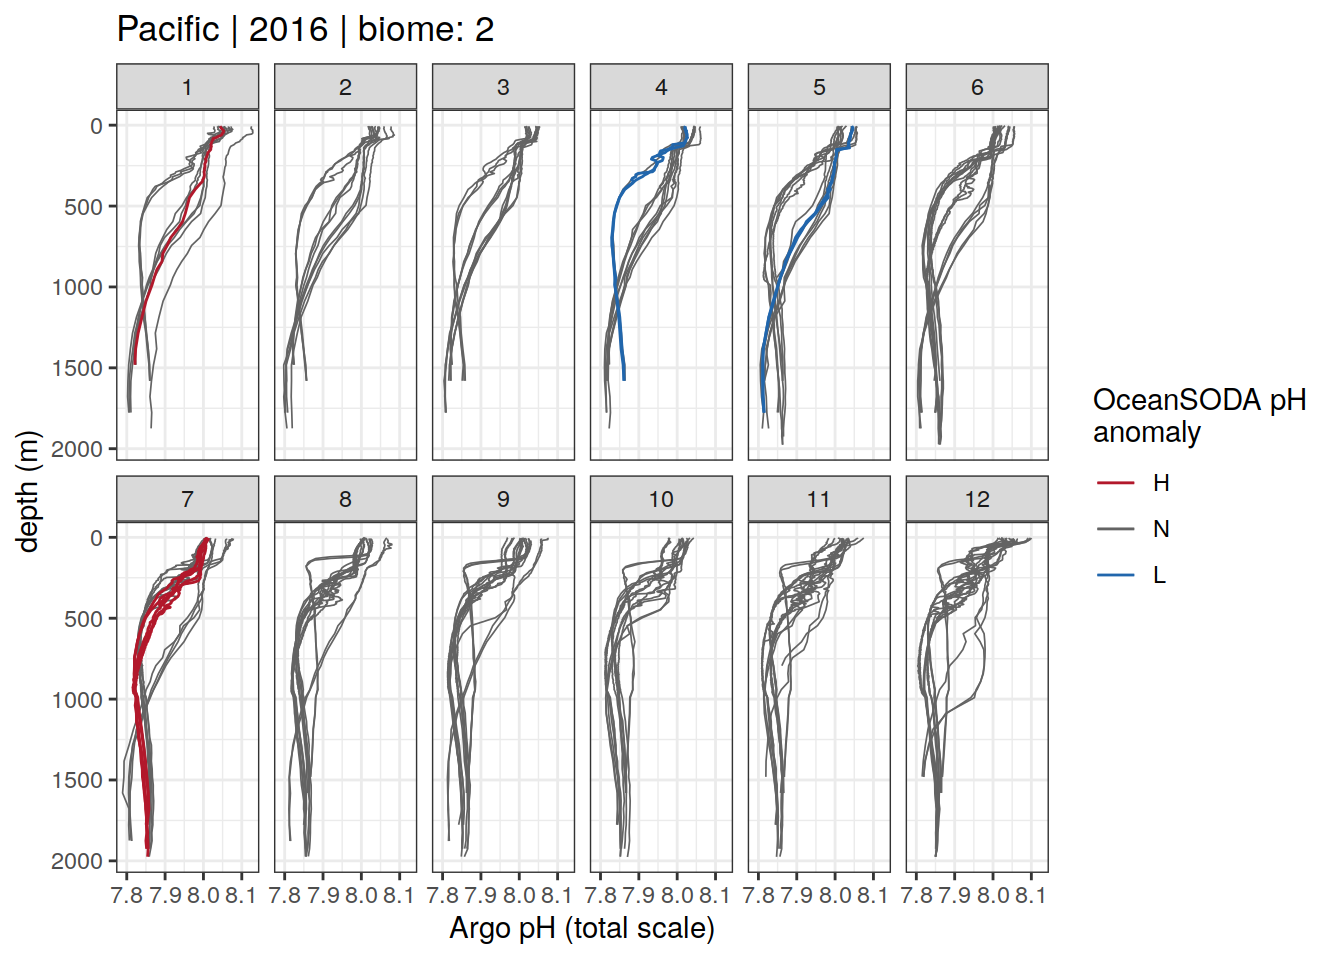 Pacific | 2016 | biome: 2
1 2 3 4 5 6
0
500
1000
1500
2000
7 8 9 10 11 12
0
500
1000
1500
2000
7.8 7.9 8.0 8.1 7.8 7.9 8.0 8.1 7.8 7.9 8.0 8.1 7.8 7.9 8.0 8.1 7.8 7.9 8.0 8.1 7.8 7.9 8.0 8.1
Argo pH (total scale)
depth (m)
OceanSODA pH
anomaly
H
N
L